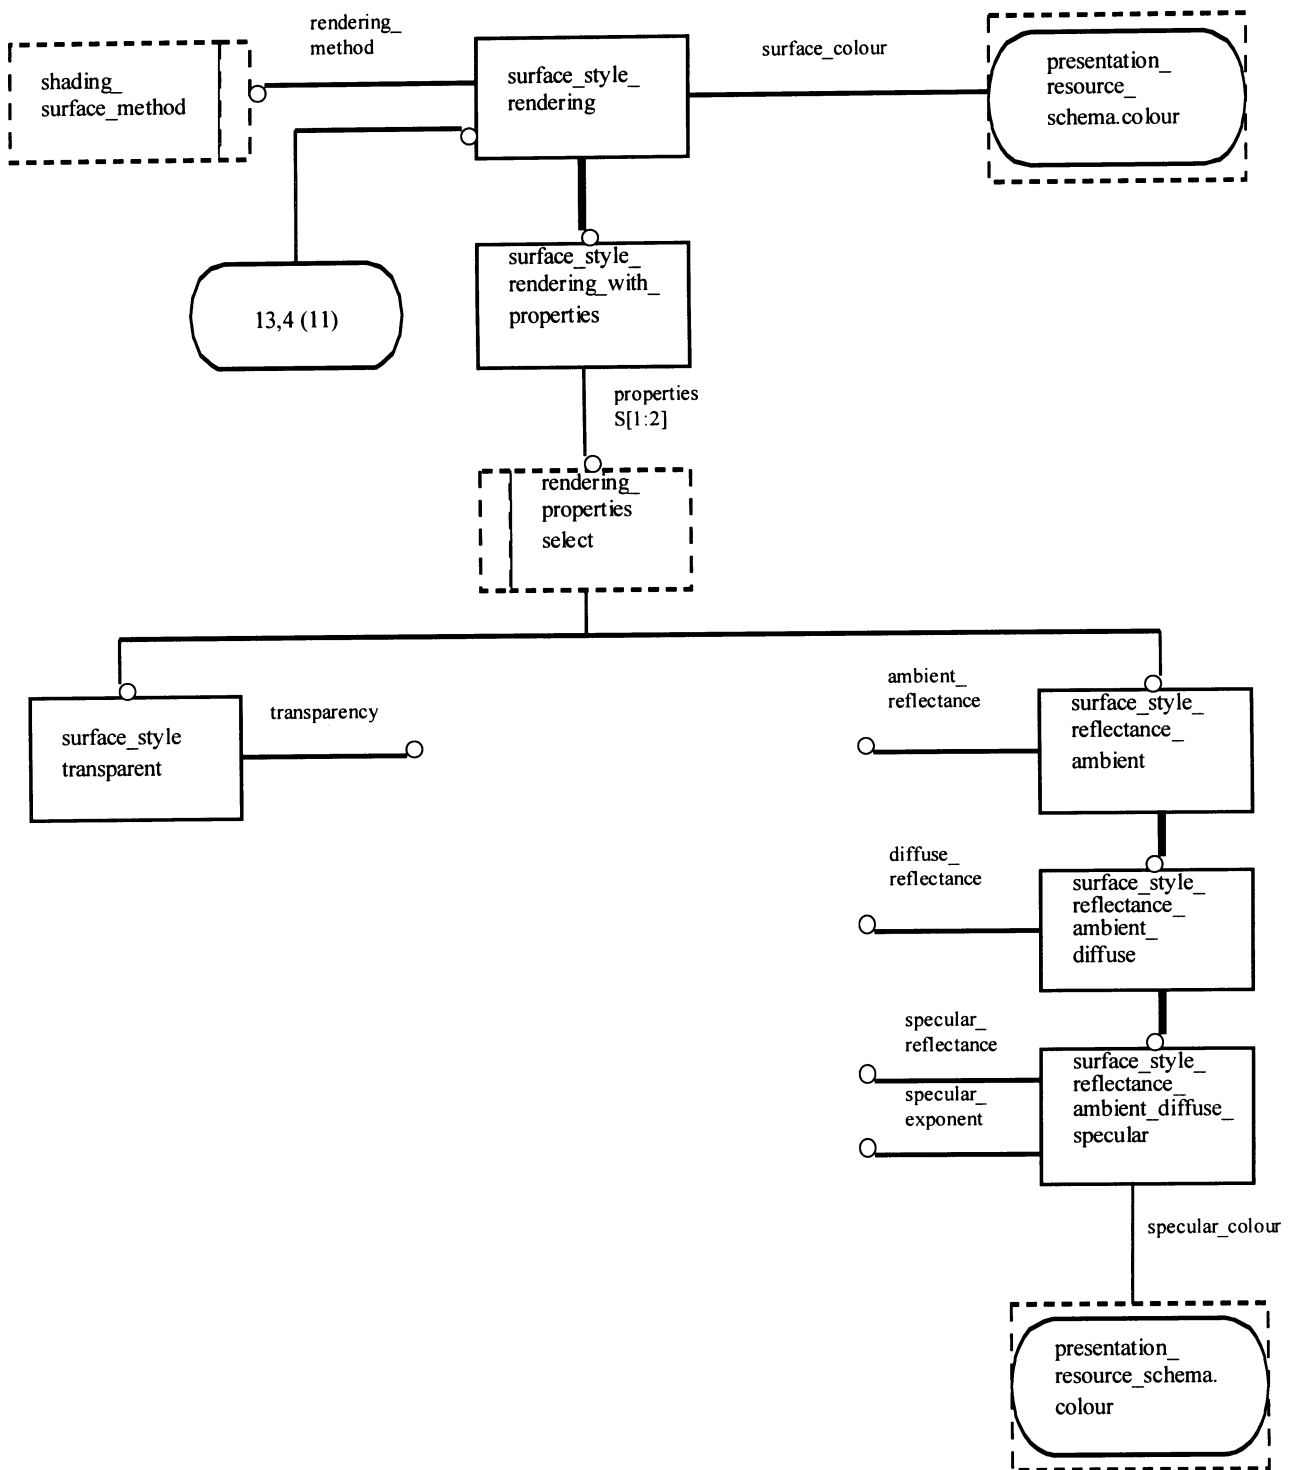 rendering_
method
shading_
surface_method
surface_style_
rendering
surface_colour
presentation_
resource_
schema.colour
13,4 (11)
surface_style_
rendering_with_
properties
properties
S[1:2]
rendering_
properties
select
surface_style
transparent
transparency
ambient_
reflectance
surface_style_
reflectance_
ambient
diffuse_
reflectance
surface_style_
reflectance_
ambient_
diffuse
specular_
reflectance
specular_
exponent
surface_style_
reflectance_
ambient_diffuse_
specular
specular_colour
presentation_
resource_schema.
colour